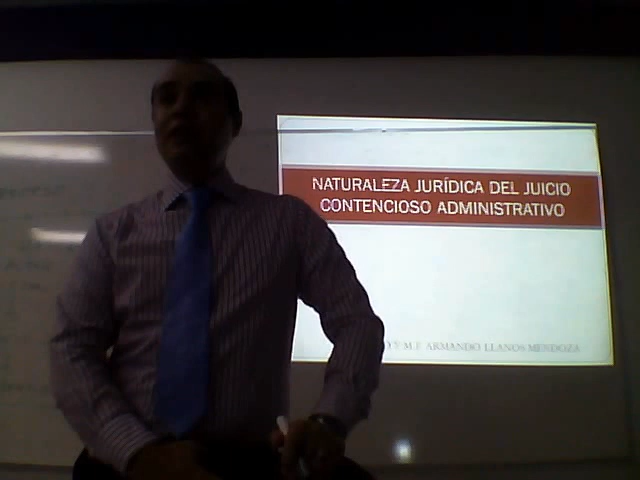 NATURALEZA JURÍDICA DEL JUICIO
CONTENCIOSO ADMINISTRATIVO
Y M.F. ARMANDO LLANOS MENDOZA